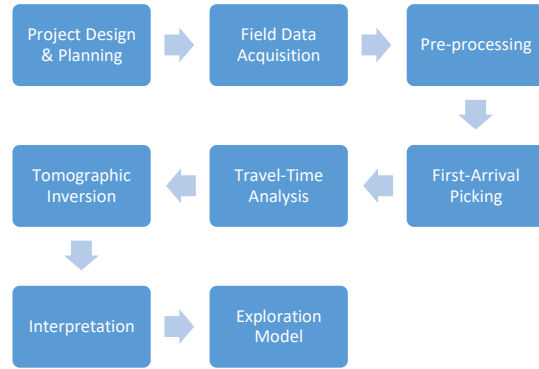 Project Design
& Planning
Field Data
Acquisition
Pre-processing
First-Arrival
Picking
Travel-Time
Analysis
Tomographic
Inversion
Interpretation
Exploration
Model